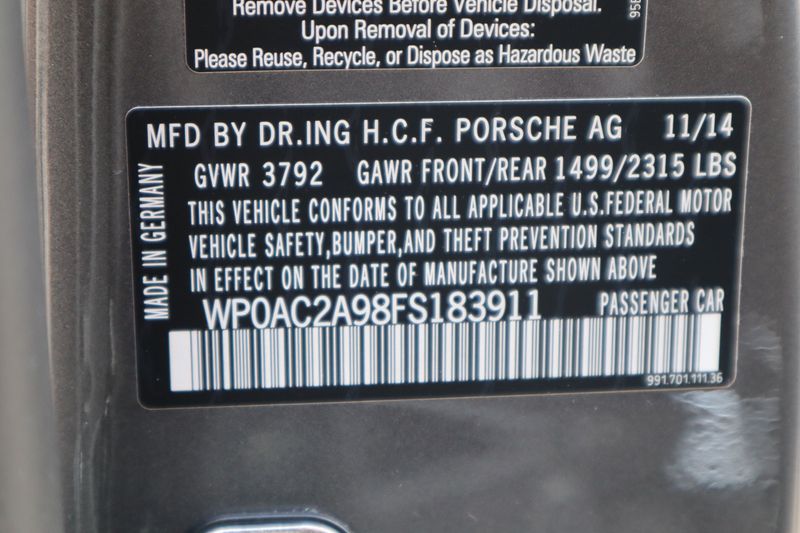 Remove Devices Before Vehicle Disposal.
Upon Removal of Devices:
Please Reuse, Recycle, or Dispose as Hazardous Waste
MFD BY DR.ING H.C.F. PORSCHE AG 11/14
GVWR 3792 GAWR FRONT/REAR 1499/2315 LBS
THIS VEHICLE CONFORMS TO ALL APPLICABLE U.S.FEDERAL MOTOR
VEHICLE SAFETY,BUMPER,AND THEFT PREVENTION STANDARDS
IN EFFECT ON THE DATE OF MANUFACTURE SHOWN ABOVE
WP0AC2A98FS183911 PASSENGER CAR
991.701.111.36
MADE IN GERMANY